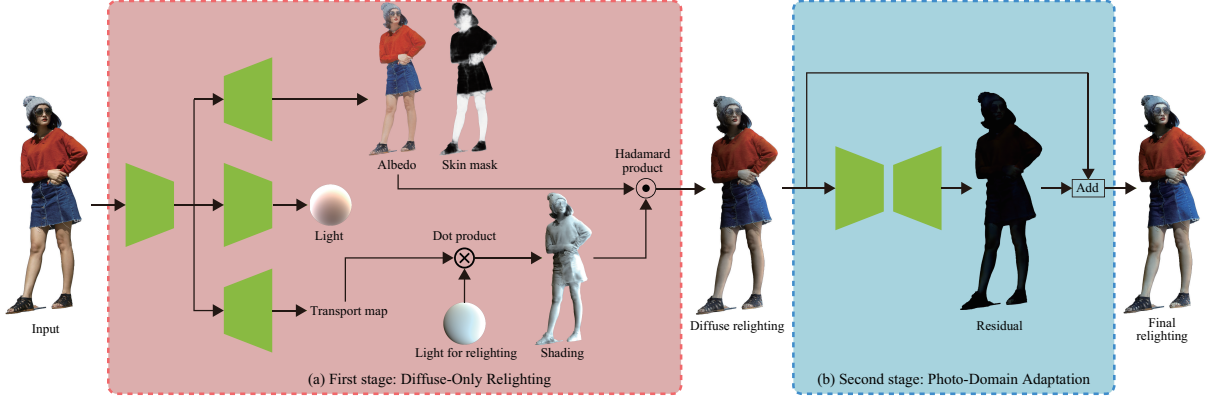 Input
Albedo
Skin mask
Light
Hadamard
product
Dot product
Transport map
Light for relighting
Shading
(a) First stage: Diffuse-Only Relighting
Diffuse relighting
Residual
Add
(b) Second stage: Photo-Domain Adaptation
Final
relighting